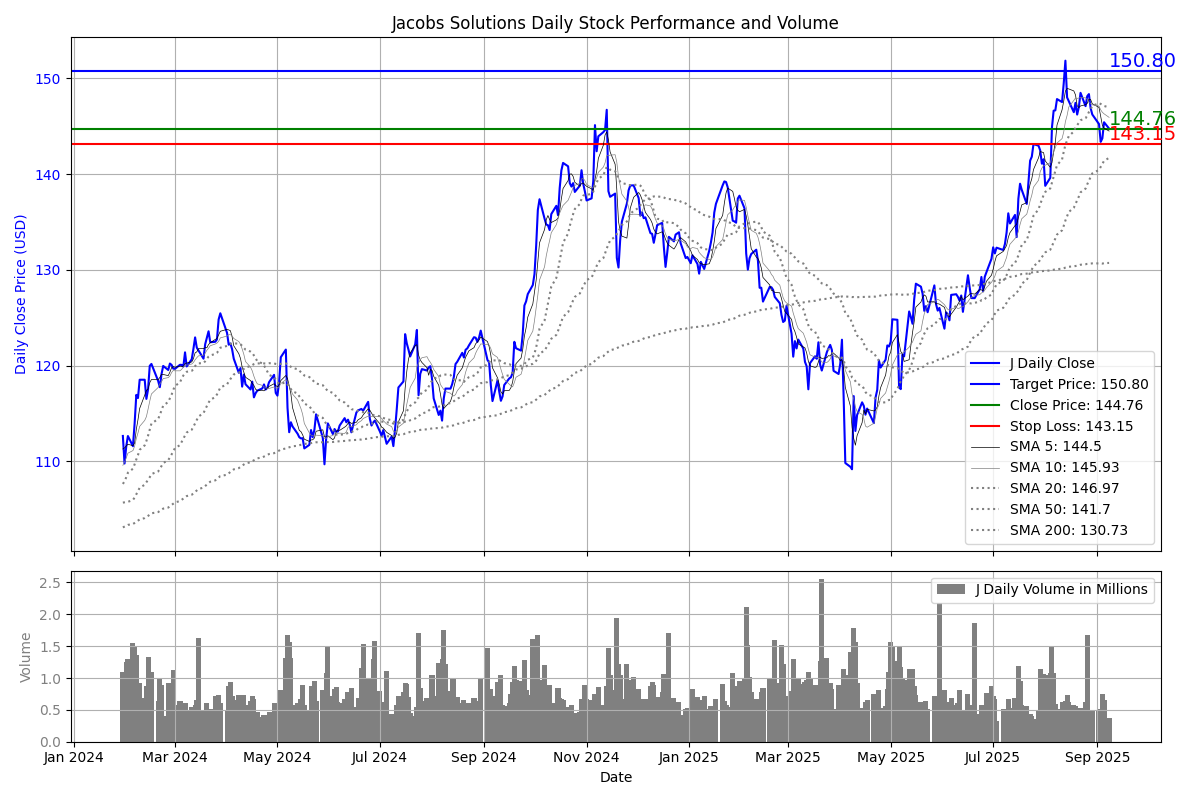 Jacobs Solutions Daily Stock Performance and Volume
Daily Close Price (USD)
150
140
130
120
110
150.80
144.76
143.15
J Daily Close
Target Price: 150.80
Close Price: 144.76
Stop Loss: 143.15
SMA 5: 144.5
SMA 10: 145.93
SMA 20: 146.97
SMA 50: 141.7
SMA 200: 130.73
Volume
2.5
2.0
1.5
1.0
0.5
0.0
J Daily Volume in Millions
Jan 2024 Mar 2024 May 2024 Jul 2024 Sep 2024 Nov 2024 Jan 2025 Mar 2025 May 2025 Jul 2025 Sep 2025
Date